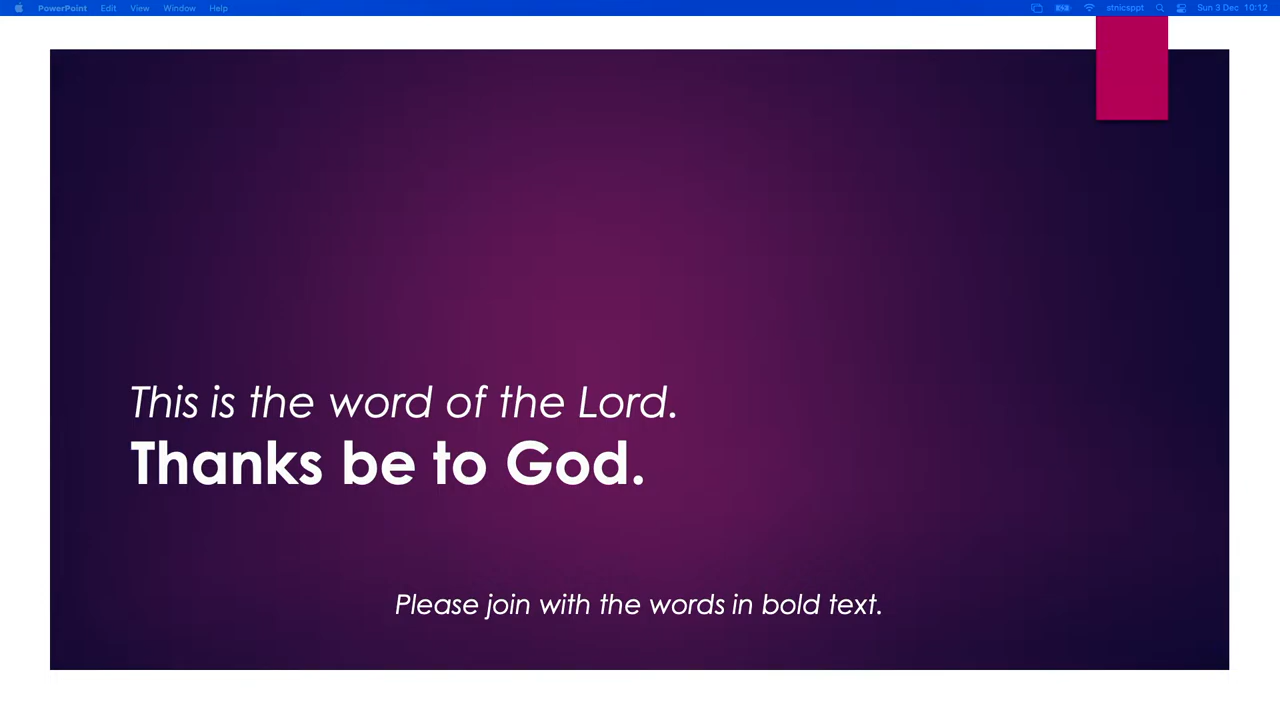 PowerPoint Edit View Window Help stnicsppt Sun 3 Dec 10:12
This is the word of the Lord.
Thanks be to God.
Please join with the words in bold text.